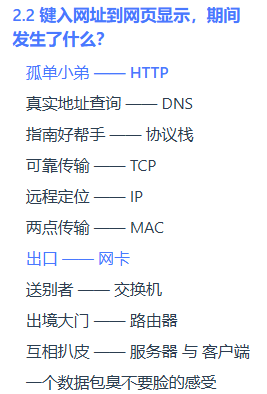 2.2 键入网址到网页显示，期间
发生了什么？
孤单小弟 —— HTTP
真实地址查询 —— DNS
指南好帮手 —— 协议栈
可靠传输 —— TCP
远程定位 —— IP
两点传输 —— MAC
出口 —— 网卡
送别者 —— 交换机
出境大门 —— 路由器
互相扒皮 —— 服务器 与 客户端
一个数据包臭不要脸的感受